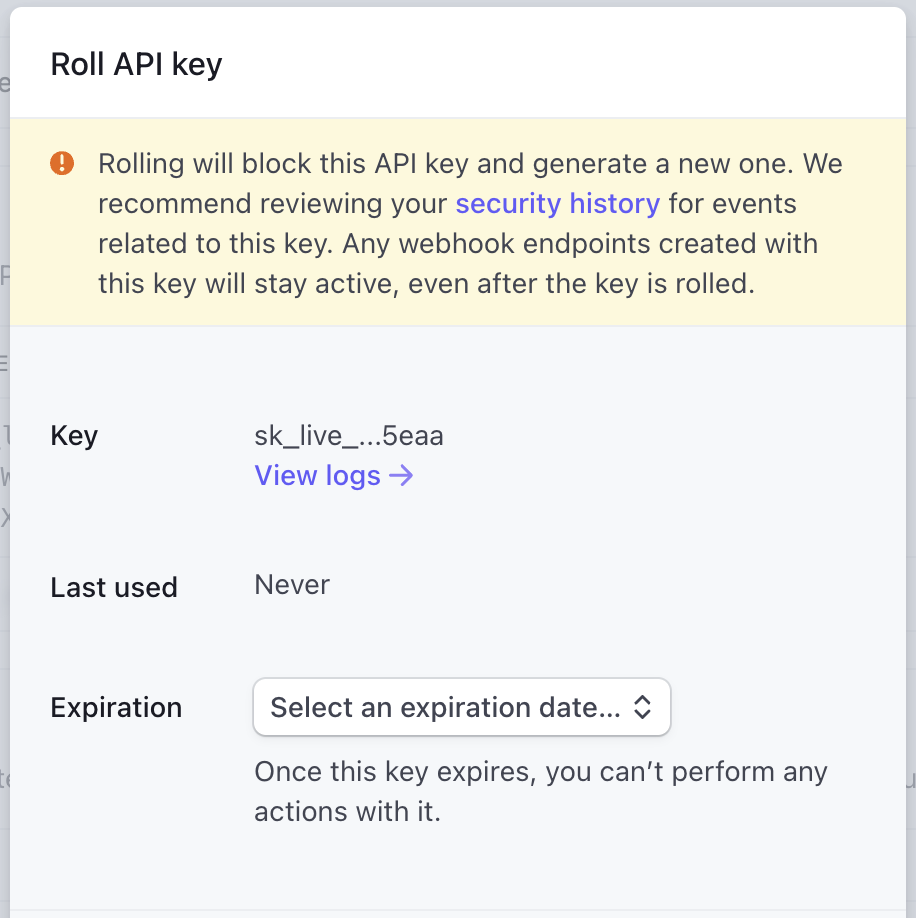 Roll API key
Rolling will block this API key and generate a new one. We
recommend reviewing your security history for events
related to this key. Any webhook endpoints created with
this key will stay active, even after the key is rolled.
Key
sk_live_...5eaa
View logs →
Last used
Never
Expiration
Select an expiration date...
Once this key expires, you can’t perform any
actions with it.